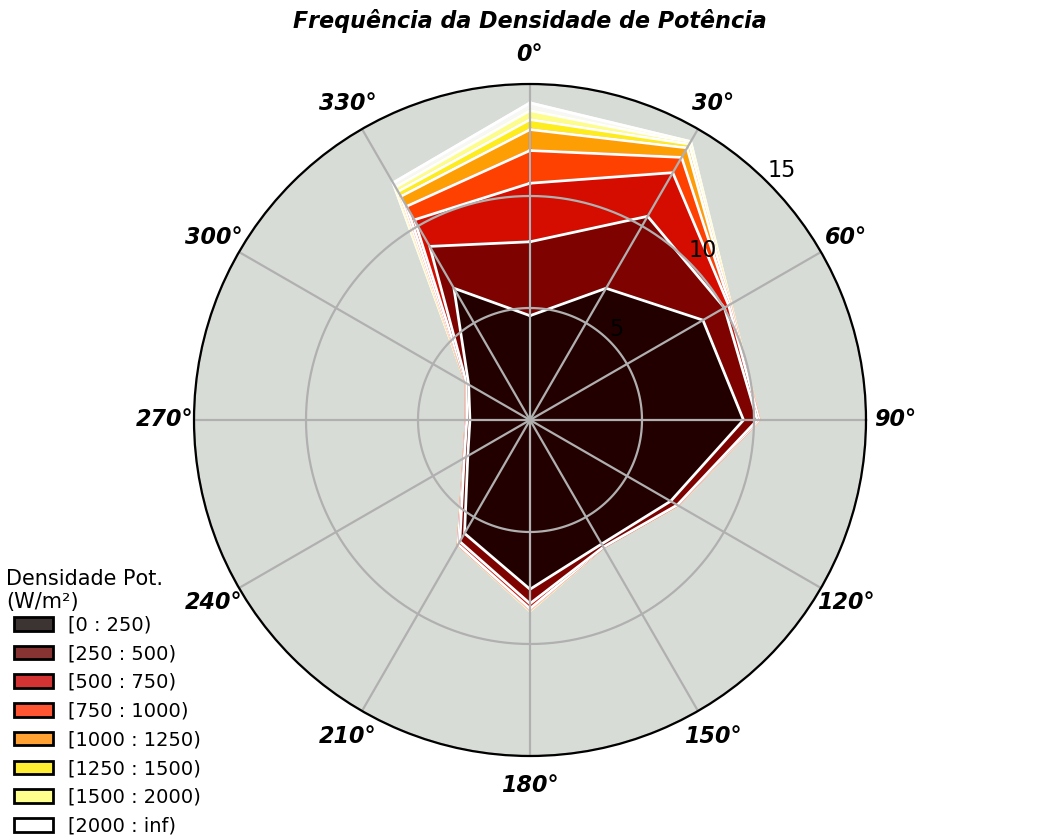 Frequência da Densidade de Potência
0°
330°
30°
15
300°
60°
10
5
270°
90°
240°
120°
210°
150°
180°
Densidade Pot.
(W/m²)
[0 : 250)
[250 : 500)
[500 : 750)
[750 : 1000)
[1000 : 1250)
[1250 : 1500)
[1500 : 2000)
[2000 : inf)